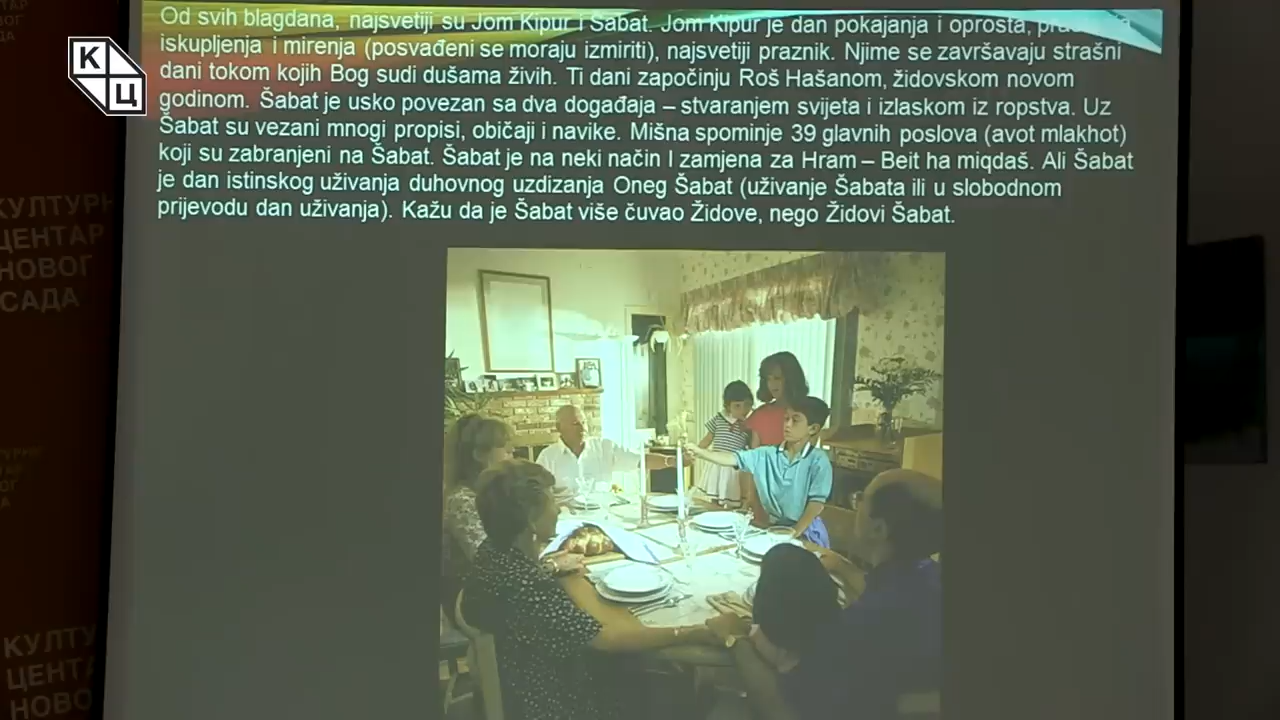 Od svih blagdana, najsvetiji su Jom Kipur i Šabat. Jom Kipur je dan pokajanja i oprosta,
iskupljenja i mirenja (posvađeni se moraju izmiriti), najsvetiji praznik. Njime se završavaju strašni
dani tokom kojih Bog sudi dušama živih. Ti dani započinju Roš Hašanom, židovskom novom
godinom. Šabat je usko povezan sa dva događaja – stvaranjem svijeta i izlaskom iz ropstva. Uz
Šabat su vezani mnogi propisi, običaji i navike. Mišna spominje 39 glavnih poslova (avot mlakhot)
koji su zabranjeni na Šabat. Šabat je na neki način I zamjena za Hram – Beit ha miqdaš. Ali Šabat
je dan istinskog uživanja duhovnog uzdizanja Oneg Šabat (uživanje Šabata ili u slobodnom
prijevodu dan uživanja). Kažu da je Šabat više čuvao Židove, nego Židovi Šabat.
К
Ц
КУЛТУРН
ЦЕНТАР
НОВОГ
САДА
КУЛТУ
ЦЕНТА
НОВО